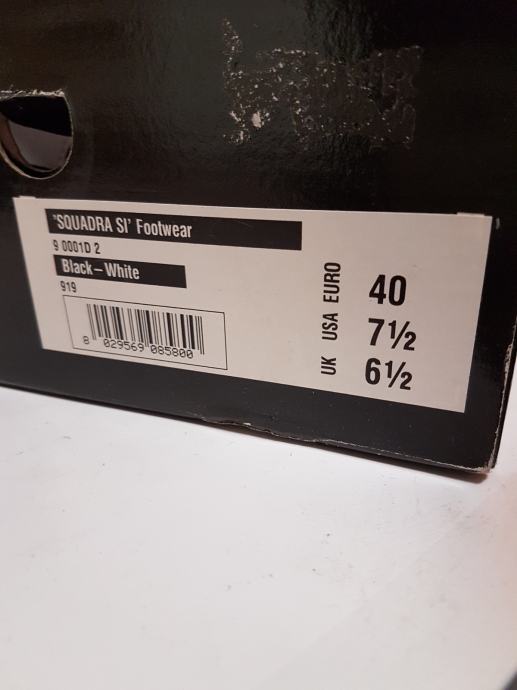 "SQUADRA SI' Footwear
9 0001D 2
Black–White
919
8 029569 085800
EURO 40
USA 7½
UK 6½